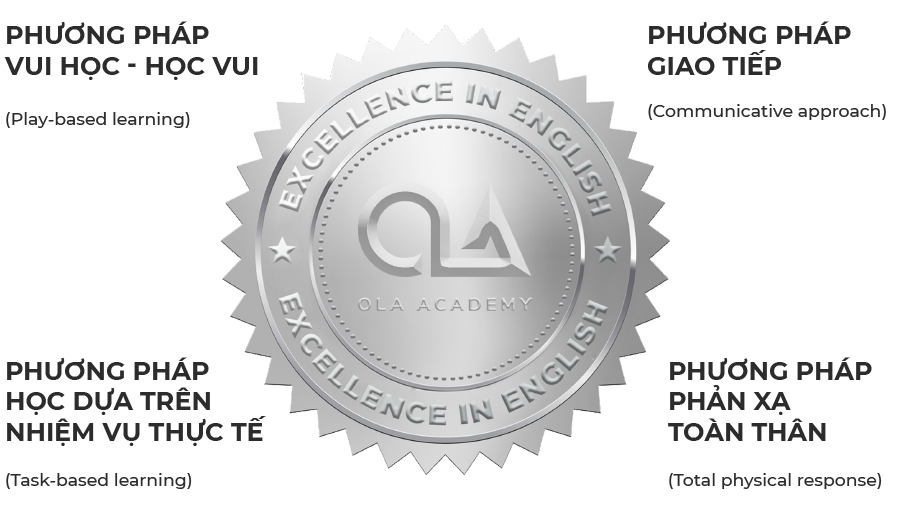 PHƯƠNG PHÁP
VUI HỌC - HỌC VUI
(Play-based learning)
PHƯƠNG PHÁP
GIAO TIẾP
(Communicative approach)
EXCELLENCE IN ENGLISH
OLA
OLA ACADEMY
EXCELLENCE IN ENGLISH
PHƯƠNG PHÁP
HỌC DỰA TRÊN
NHIỆM VỤ THỰC TẾ
(Task-based learning)
PHƯƠNG PHÁP
PHẢN XẠ
TOÀN THÂN
(Total physical response)